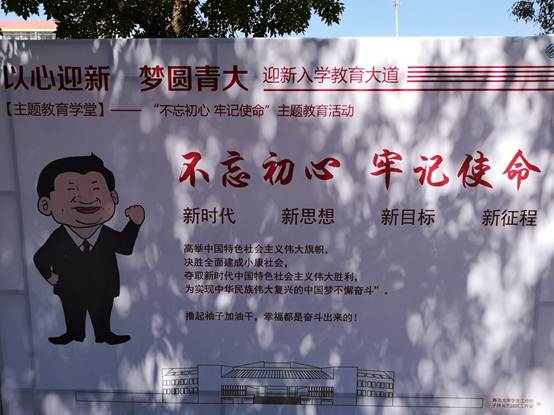 以心迎新 梦圆青大 迎新入学教育大道
【主题教育学堂】—— “不忘初心 牢记使命”主题教育活动
不忘初心 牢记使命
新时代 新思想 新目标 新征程
高举中国特色社会主义伟大旗帜，
决胜全面建成小康社会，
夺取新时代中国特色社会主义伟大胜利，
为实现中华民族伟大复兴的中国梦不懈奋斗”。
撸起袖子加油干，幸福都是奋斗出来的！